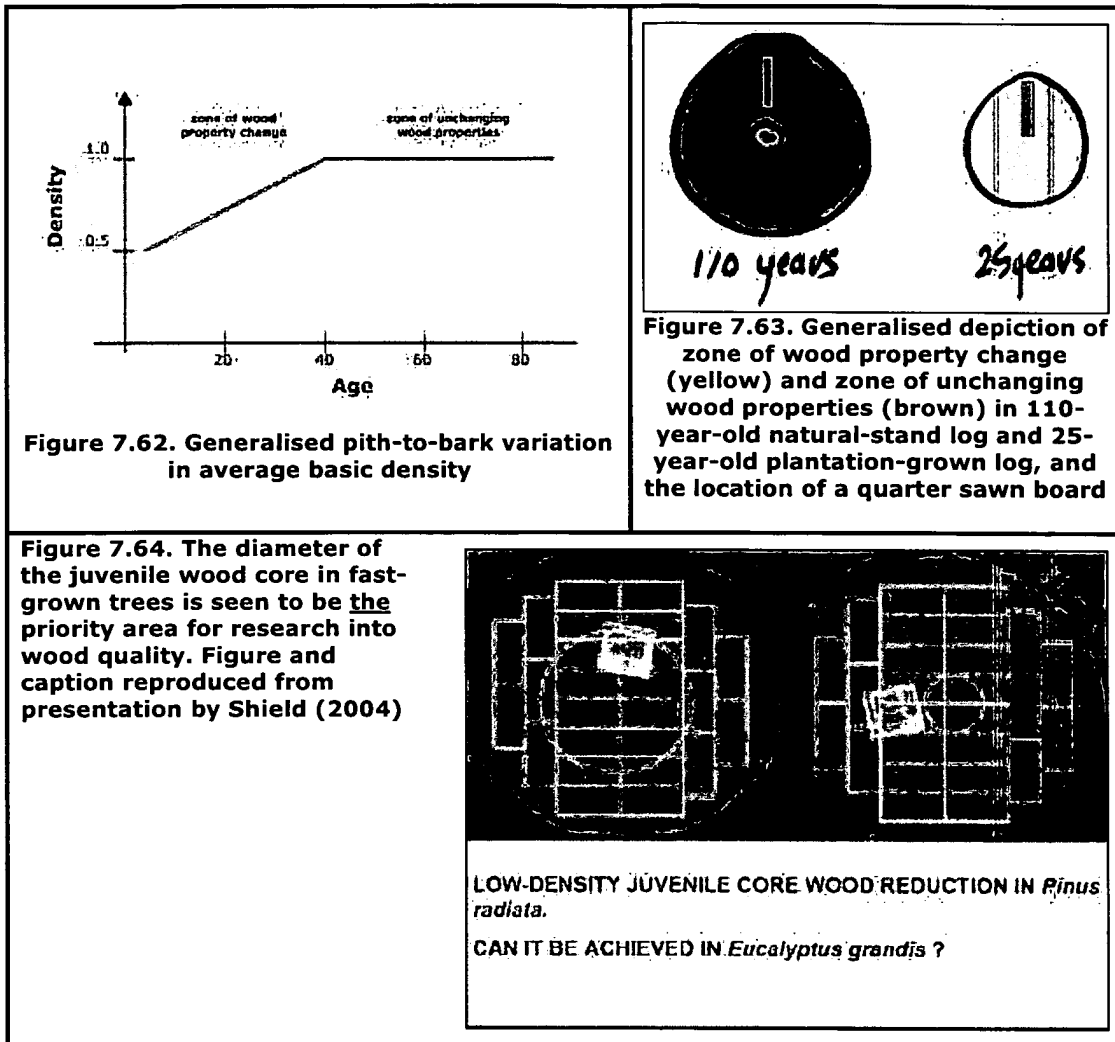 zone of wood
property change
zone of unchanging
wood properties
1.0
0.5
Density
20
40
60
80
Age
Figure 7.62. Generalised pith-to-bark variation
in average basic density
110 years
25 years
Figure 7.63. Generalised depiction of
zone of wood property change
(yellow) and zone of unchanging
wood properties (brown) in 110-
year-old natural-stand log and 25-
year-old plantation-grown log, and
the location of a quarter sawn board
Figure 7.64. The diameter of
the juvenile wood core in fast-
grown trees is seen to be the
priority area for research into
wood quality. Figure and
caption reproduced from
presentation by Shield (2004)
LOW-DENSITY JUVENILE CORE WOOD REDUCTION IN Pinus
radiata.
CAN IT BE ACHIEVED IN Eucalyptus grandis ?